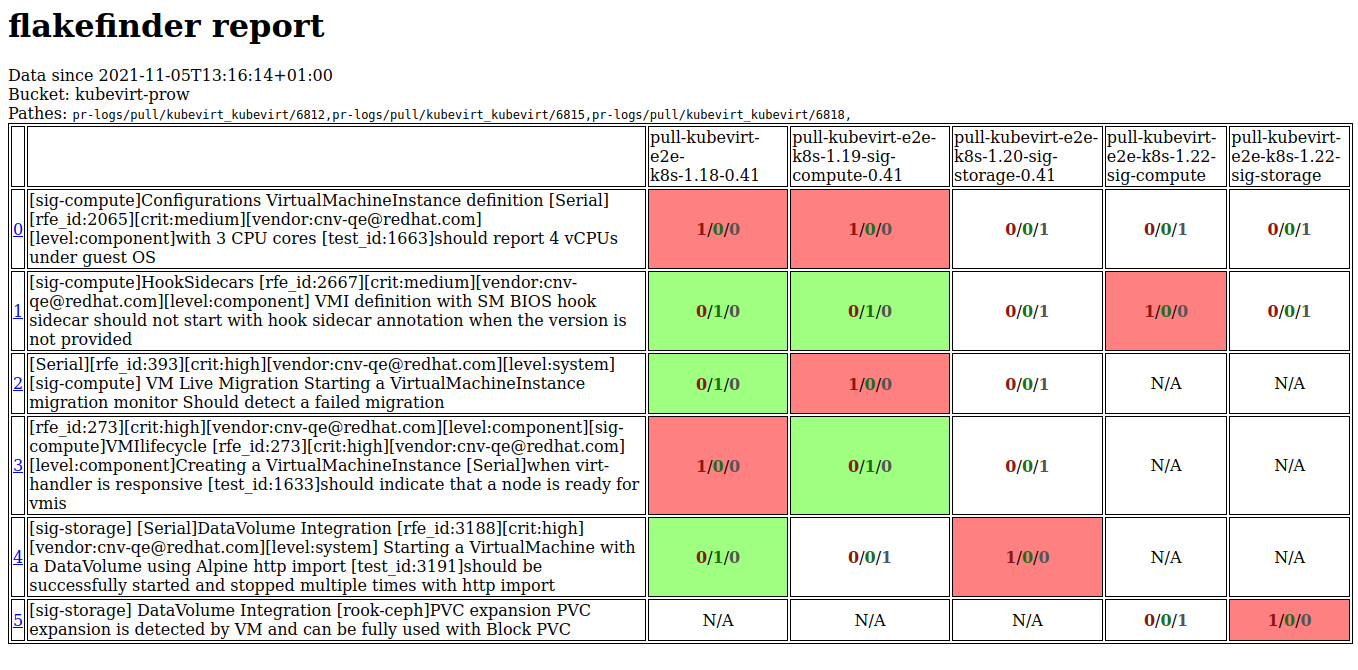 flakefinder report
Data since 2021-11-05T13:16:14+01:00
Bucket: kubevirt-prow
Pathes: pr-logs/pull/kubevirt_kubevirt/6812,pr-logs/pull/kubevirt_kubevirt/6815,pr-logs/pull/kubevirt_kubevirt/6818,
pull-kubevirt-
e2e-
k8s-1.18-0.41
pull-kubevirt-e2e-
k8s-1.19-sig-
compute-0.41
pull-kubevirt-e2e-
k8s-1.20-sig-
storage-0.41
pull-kubevirt-
e2e-k8s-1.22-
sig-compute
pull-kubevirt-
e2e-k8s-1.22-
sig-storage
0
[sig-compute]Configurations VirtualMachineInstance definition [Serial]
[rfe_id:2065][crit:medium][vendor:cnv-qe@redhat.com]
[level:component]with 3 CPU cores [test_id:1663]should report 4 vCPUs
under guest OS
1/0/0
1/0/0
0/0/1
0/0/1
0/0/1
1
[sig-compute]HookSidecars [rfe_id:2667][crit:medium][vendor:cnv-
qe@redhat.com][level:component] VMI definition with SM BIOS hook
sidecar should not start with hook sidecar annotation when the version is
not provided
0/1/0
0/1/0
0/0/1
1/0/0
0/0/1
2
[Serial][rfe_id:393][crit:high][vendor:cnv-qe@redhat.com][level:system]
[sig-compute] VM Live Migration Starting a VirtualMachineInstance
migration monitor Should detect a failed migration
0/1/0
1/0/0
0/0/1
N/A
N/A
3
[rfe_id:273][crit:high][vendor:cnv-qe@redhat.com][level:component][sig-
compute]VMIlifecycle [rfe_id:273][crit:high][vendor:cnv-qe@redhat.com]
[level:component]Creating a VirtualMachineInstance [Serial]when virt-
handler is responsive [test_id:1633]should indicate that a node is ready for
vmis
1/0/0
0/1/0
0/0/1
N/A
N/A
4
[sig-storage] [Serial]DataVolume Integration [rfe_id:3188][crit:high]
[vendor:cnv-qe@redhat.com][level:system] Starting a VirtualMachine with
a DataVolume using Alpine http import [test_id:3191]should be
successfully started and stopped multiple times with http import
0/1/0
0/0/1
1/0/0
N/A
N/A
5
[sig-storage] DataVolume Integration [rook-ceph]PVC expansion PVC
expansion is detected by VM and can be fully used with Block PVC
N/A
N/A
N/A
0/0/1
1/0/0